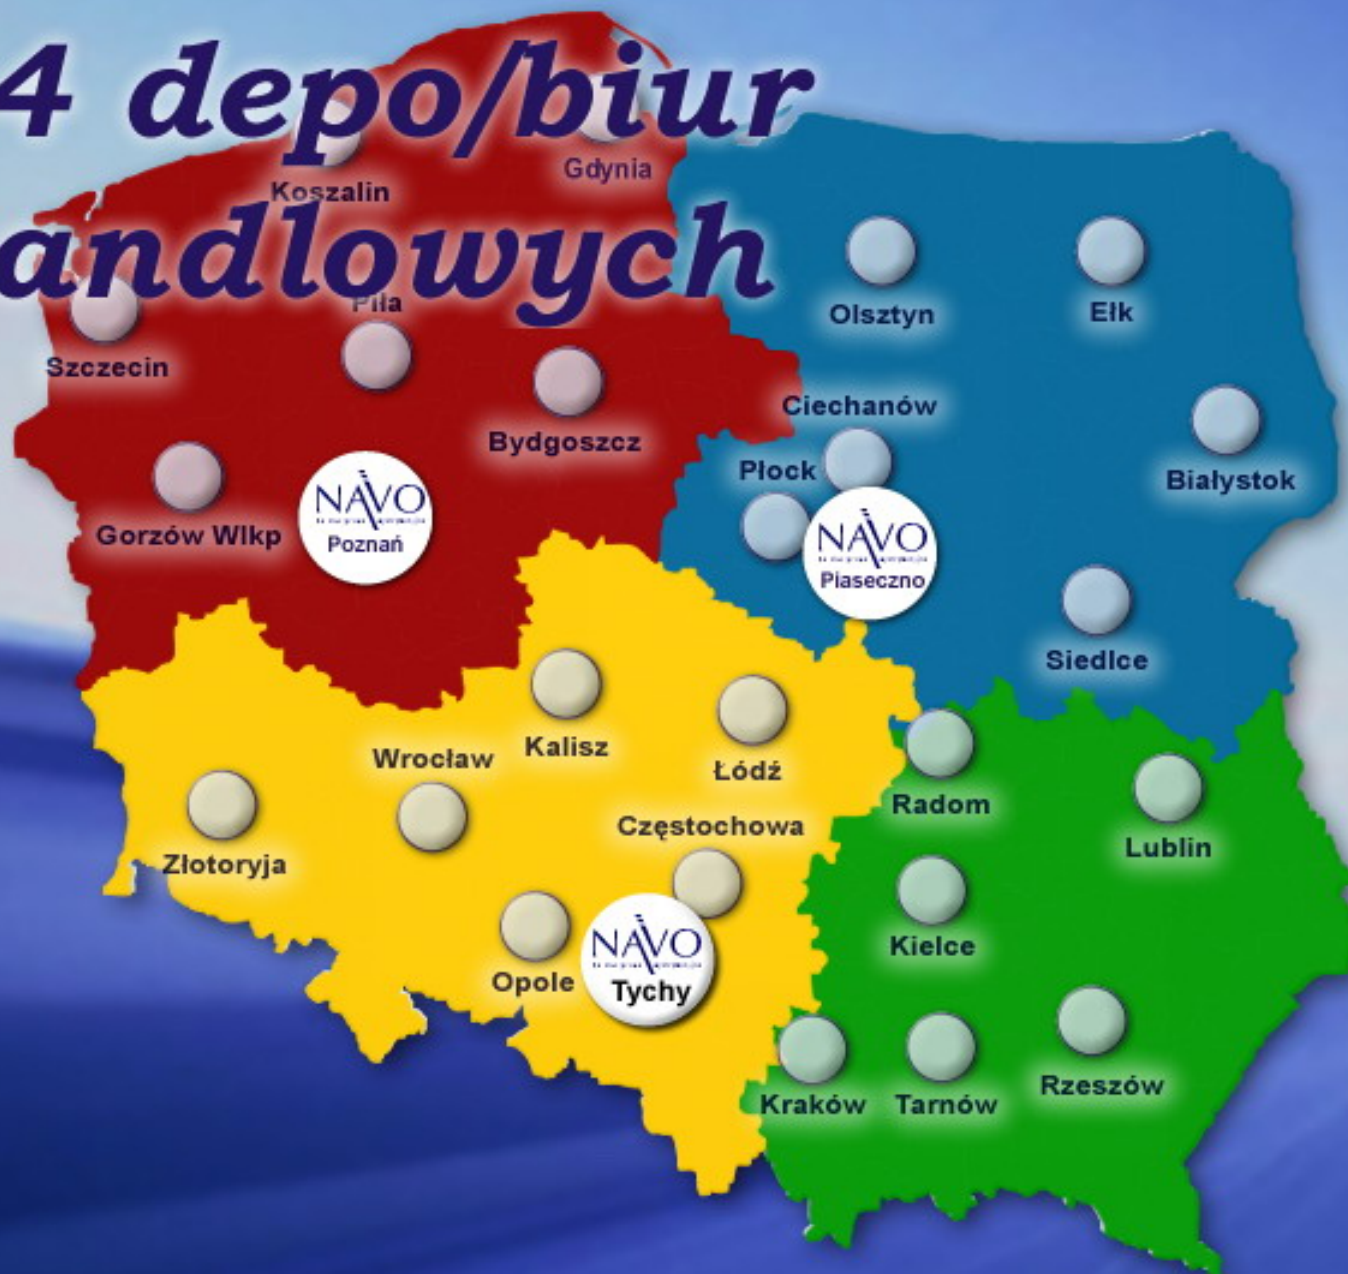 4 depo/biur
andlowych
Koszalin
Gdynia
Szczecin
Piła
Bydgoszcz
Gorzów Wlkp
NAVO
Poznań
Olsztyn
Ełk
Ciechanów
Płock
Białystok
NAVO
Piaseczno
Siedlce
Kalisz
Wrocław
Łódź
Złotoryja
Częstochowa
Opole
NAVO
Tychy
Radom
Lublin
Kielce
Kraków
Tarnów
Rzeszów